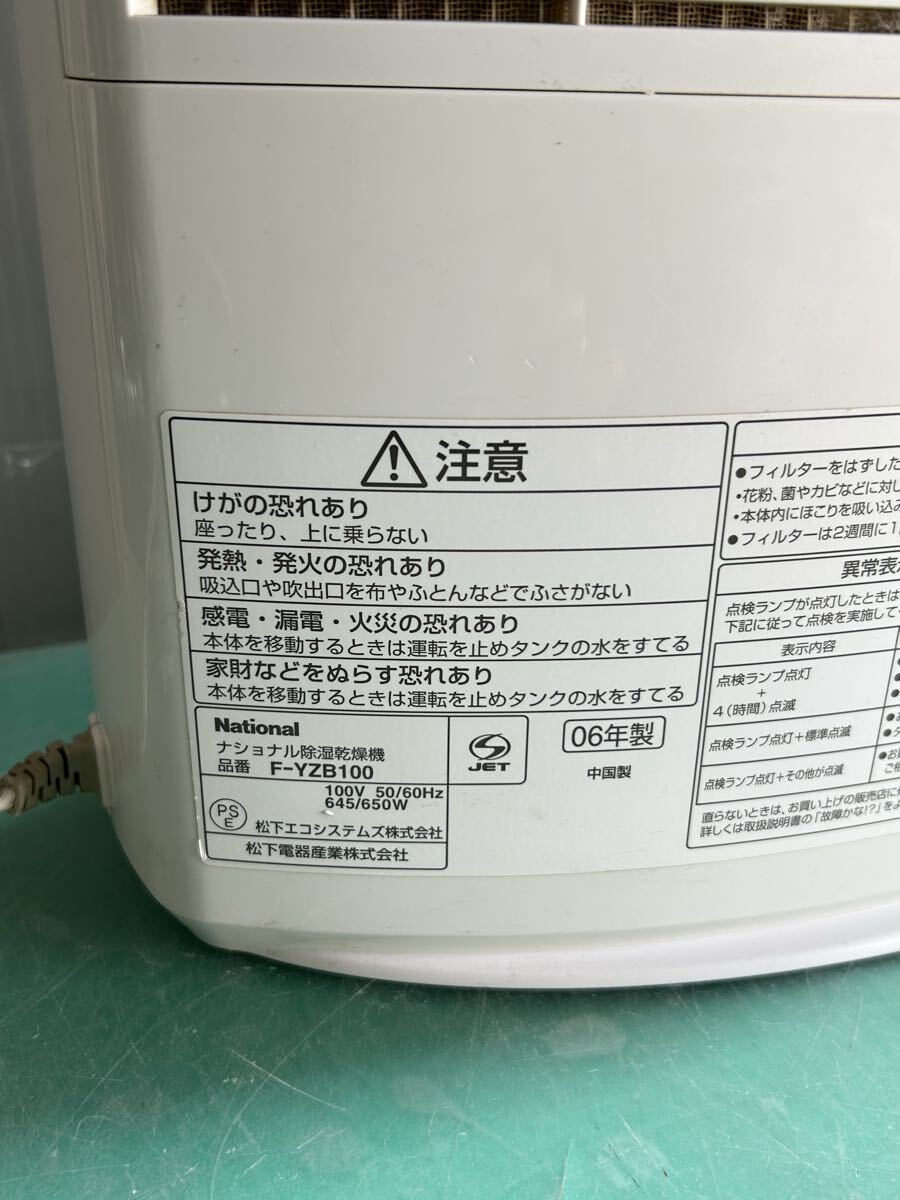 注意
けがの恐れあり
座ったり、上に乗らない
発熱・発火の恐れあり
吸込口や吹出口を布やふとんなどでふさがない
感電・漏電・火災の恐れあり
本体を移動するときは運転を止めタンクの水をすてる
家財などをぬらす恐れあり
本体を移動するときは運転を止めタンクの水をすてる
National
ナショナル除湿乾燥機
品番 F-YZB100
100V 50/60Hz
645/650W
PS
E
松下エコシステムズ株式会社
松下電器産業株式会社
JET
06年製
中国製
●フィルターをはずした
・花粉、菌やカビなどに対し
・本体内にほこりを吸い込み
●フィルターは2週間に1
異常表
点検ランプが点灯したときは
下記に従って点検を実施して
表示内容
点検ランプ点灯
+
4(時間)点滅
点検ランプ点灯+標準点滅
点検ランプ点灯+その他が点滅
●お買
ご相
直らないときは、お買い上げの販売店に
詳しくは取扱説明書の「故障かな!?」をよ